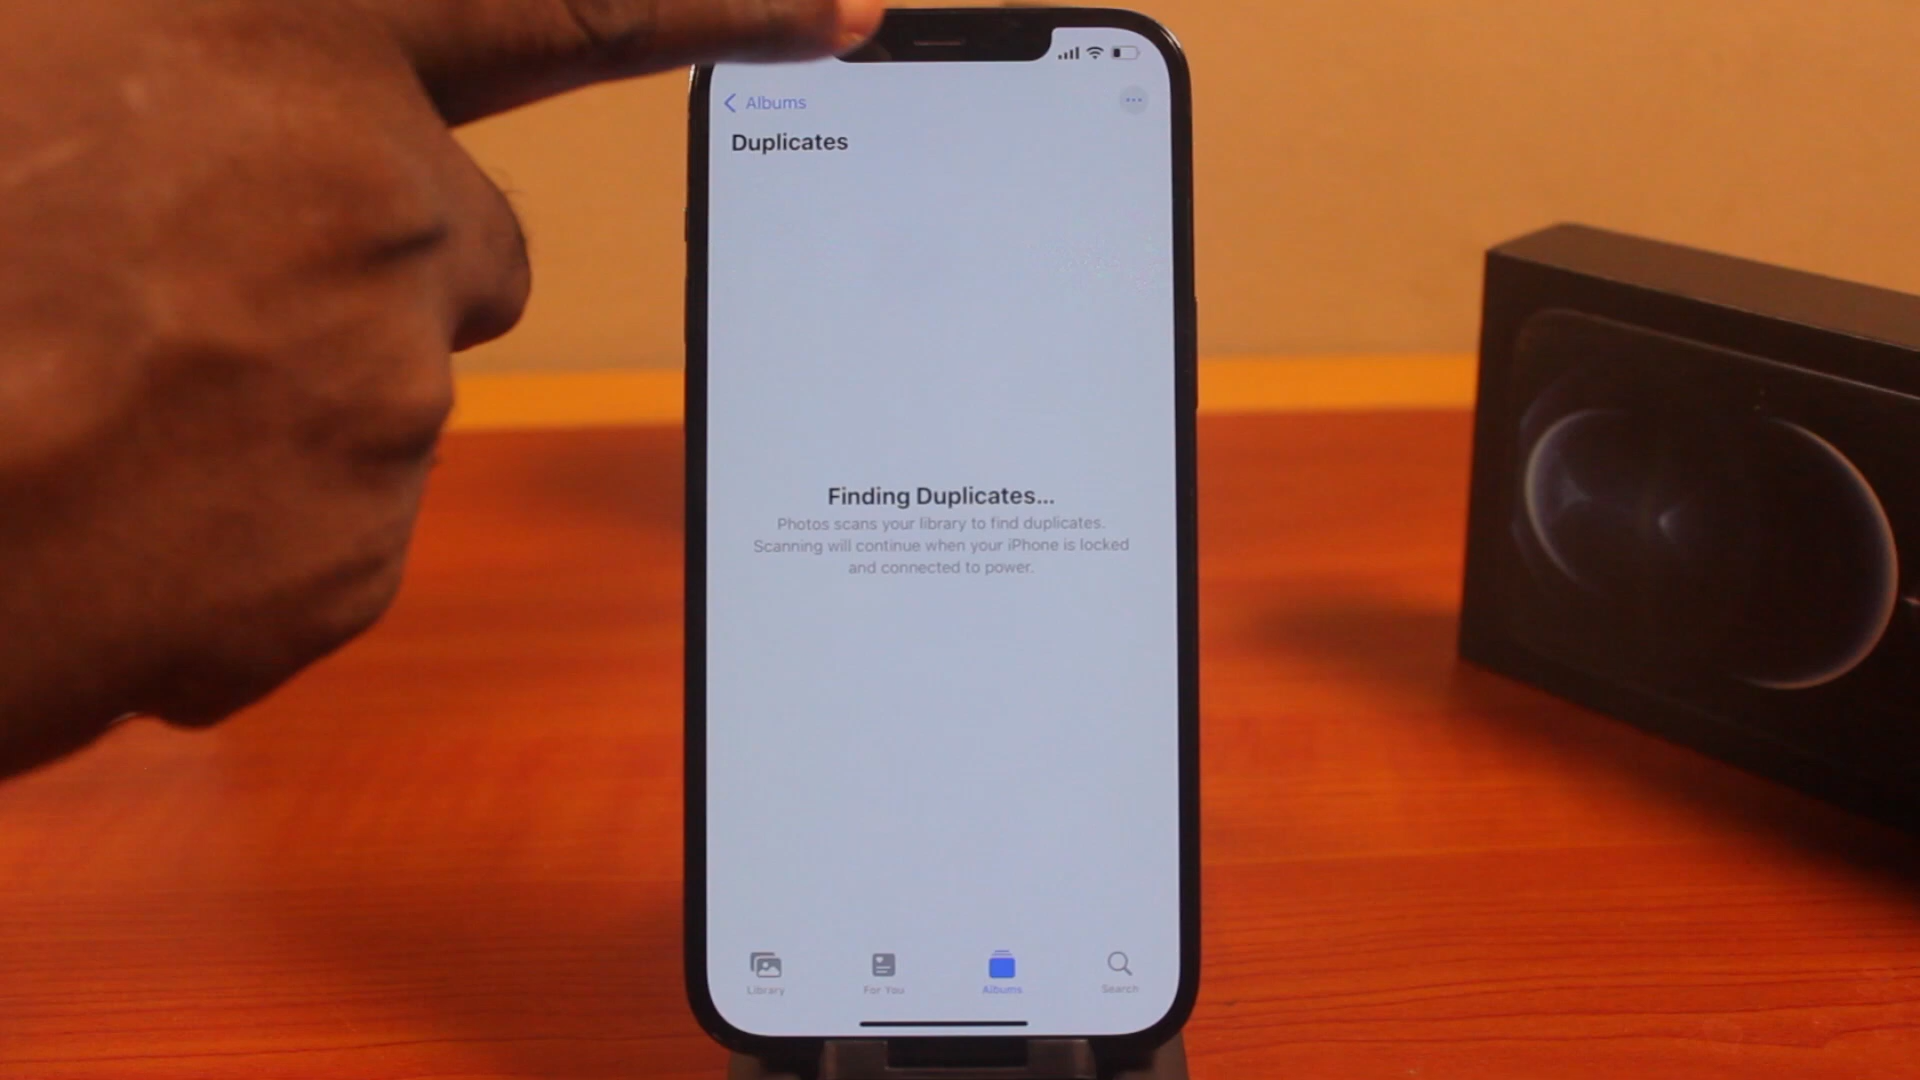 Albums
Duplicates
Finding Duplicates...
Photos scans your library to find duplicates.
Scanning will continue when your iPhone is locked
and connected to power.
Library
For You
Albums
Search